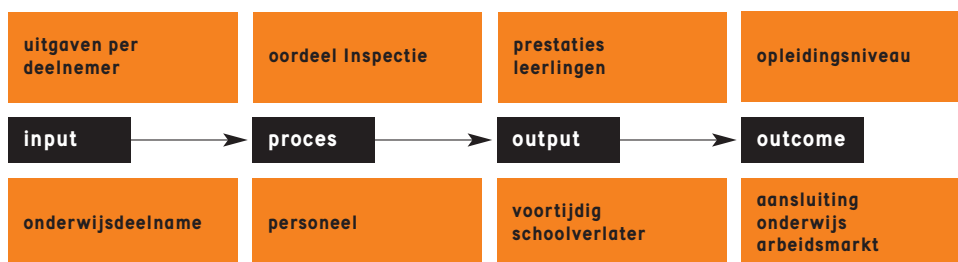 uitgaven per
deelnemer
oordeel Inspectie
prestaties
leerlingen
opleidingsniveau
input
proces
output
outcome
onderwijsdeelname
personeel
voortijdig
schoolverlater
aansluiting
onderwijs
arbeidsmarkt